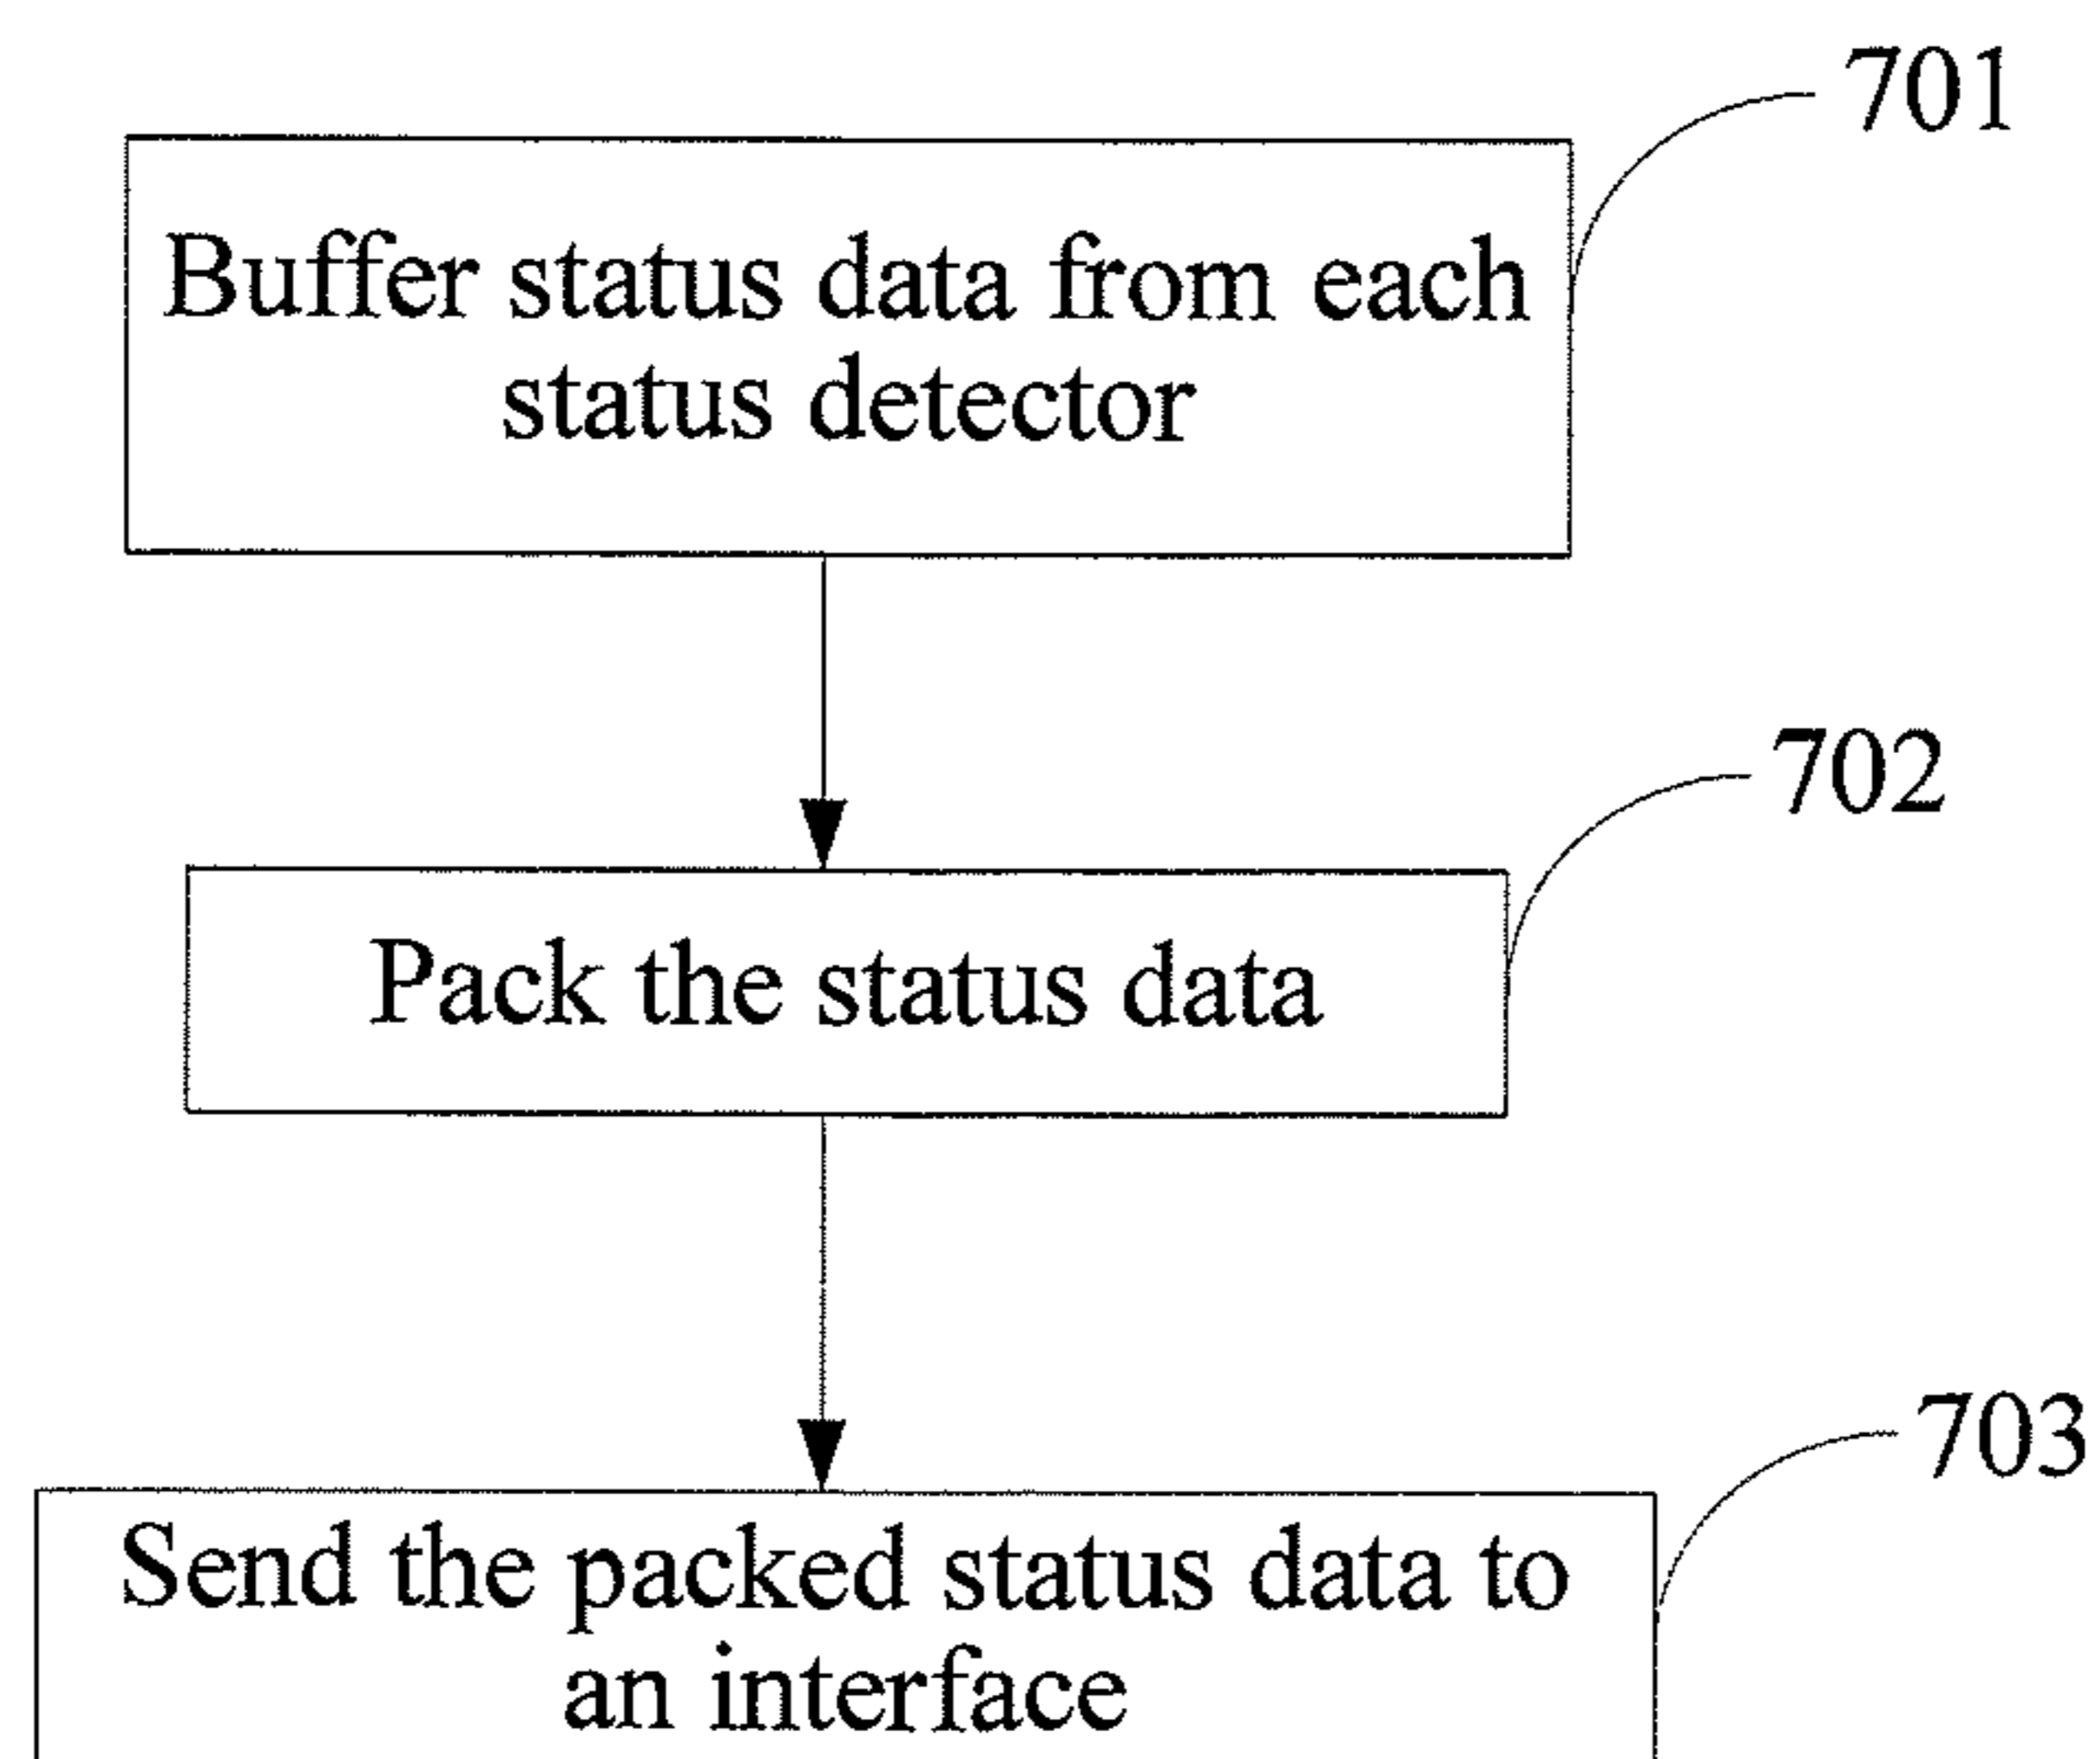 701
Buffer status data from each
status detector
702
Pack the status data
703
Send the packed status data to
an interface